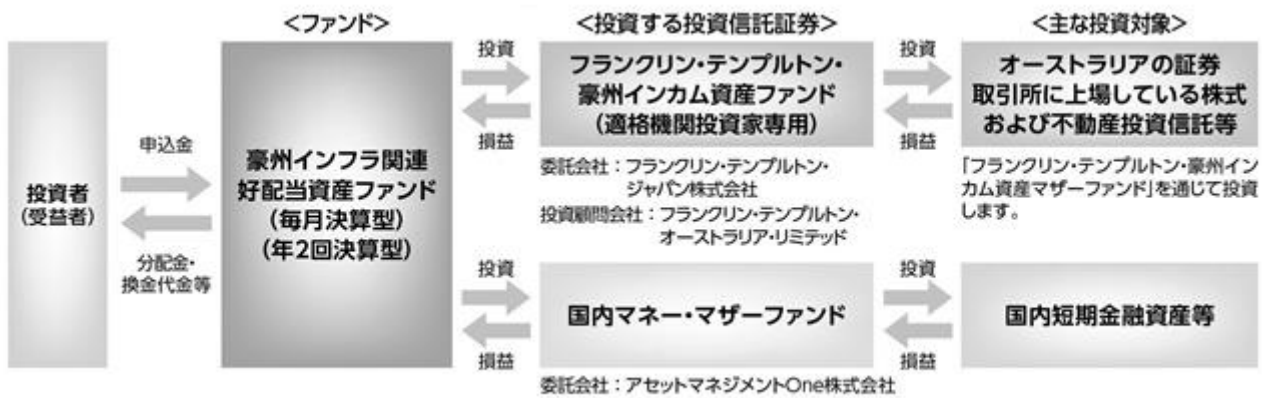 <ファンド>
<投資する投資信託証券>
<主な投資対象>
投資者
(受益者)
申込金
分配金・
換金代金等
豪州インフラ関連
好配当資産ファンド
(毎月決算型)
(年2回決算型)
投資
損益
フランクリン・テンプルトン・
豪州インカム資産ファンド
(適格機関投資家専用)
委託会社:フランクリン・テンプルトン・
ジャパン株式会社
投資顧問会社:フランクリン・テンプルトン・
オーストラリア・リミテッド
投資
損益
オーストラリアの証券
取引所に上場している株式
および不動産投資信託等
「フランクリン・テンプルトン・豪州イン
カム資産マザーファンド」を通じて投資
します。
投資
損益
国内マネー・マザーファンド
委託会社:アセットマネジメントOne株式会社
投資
損益
国内短期金融資産等